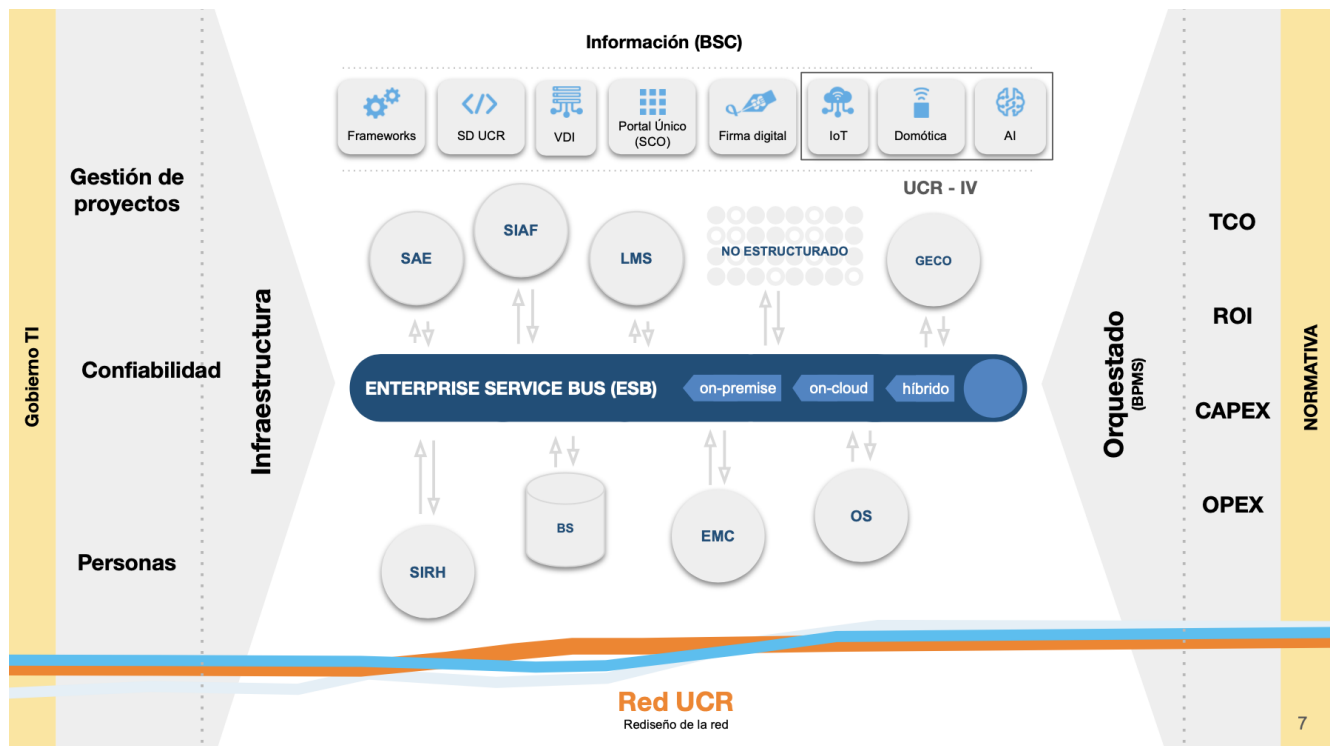 Información (BSC)
Frameworks
SD UCR
VDI
Portal Único
(SCO)
Firma digital
IoT
Domótica
AI
UCR - IV
Gobierno TI
Gestión de
proyectos
Confiabilidad
Personas
Infraestructura
SAE
SIAF
LMS
NO ESTRUCTURADO
GECO
ENTERPRISE SERVICE BUS (ESB)
on-premise
on-cloud
híbrido
SIRH
BS
EMC
OS
Orquestado
(BPMS)
TCO
ROI
CAPEX
OPEX
NORMATIVA
Red UCR
Rediseño de la red
7